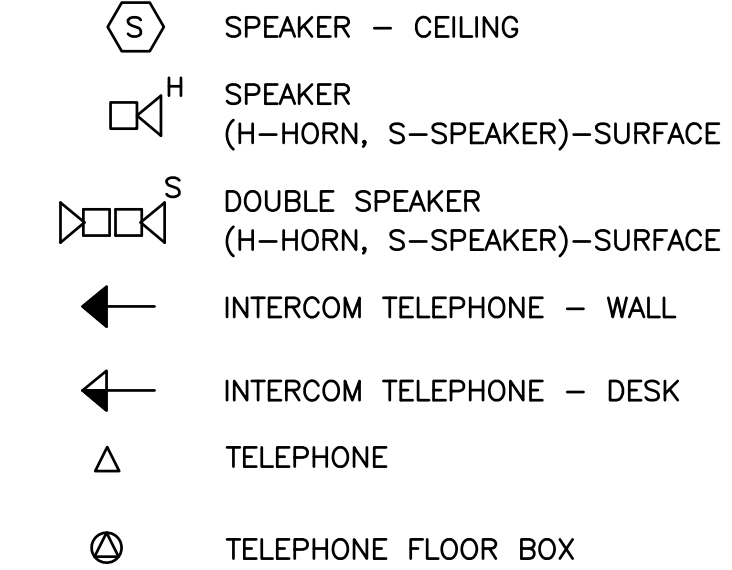 S SPEAKER – CEILING
H SPEAKER
(H–HORN, S–SPEAKER)–SURFACE
S DOUBLE SPEAKER
(H–HORN, S–SPEAKER)–SURFACE
INTERCOM TELEPHONE – WALL
INTERCOM TELEPHONE – DESK
TELEPHONE
TELEPHONE FLOOR BOX